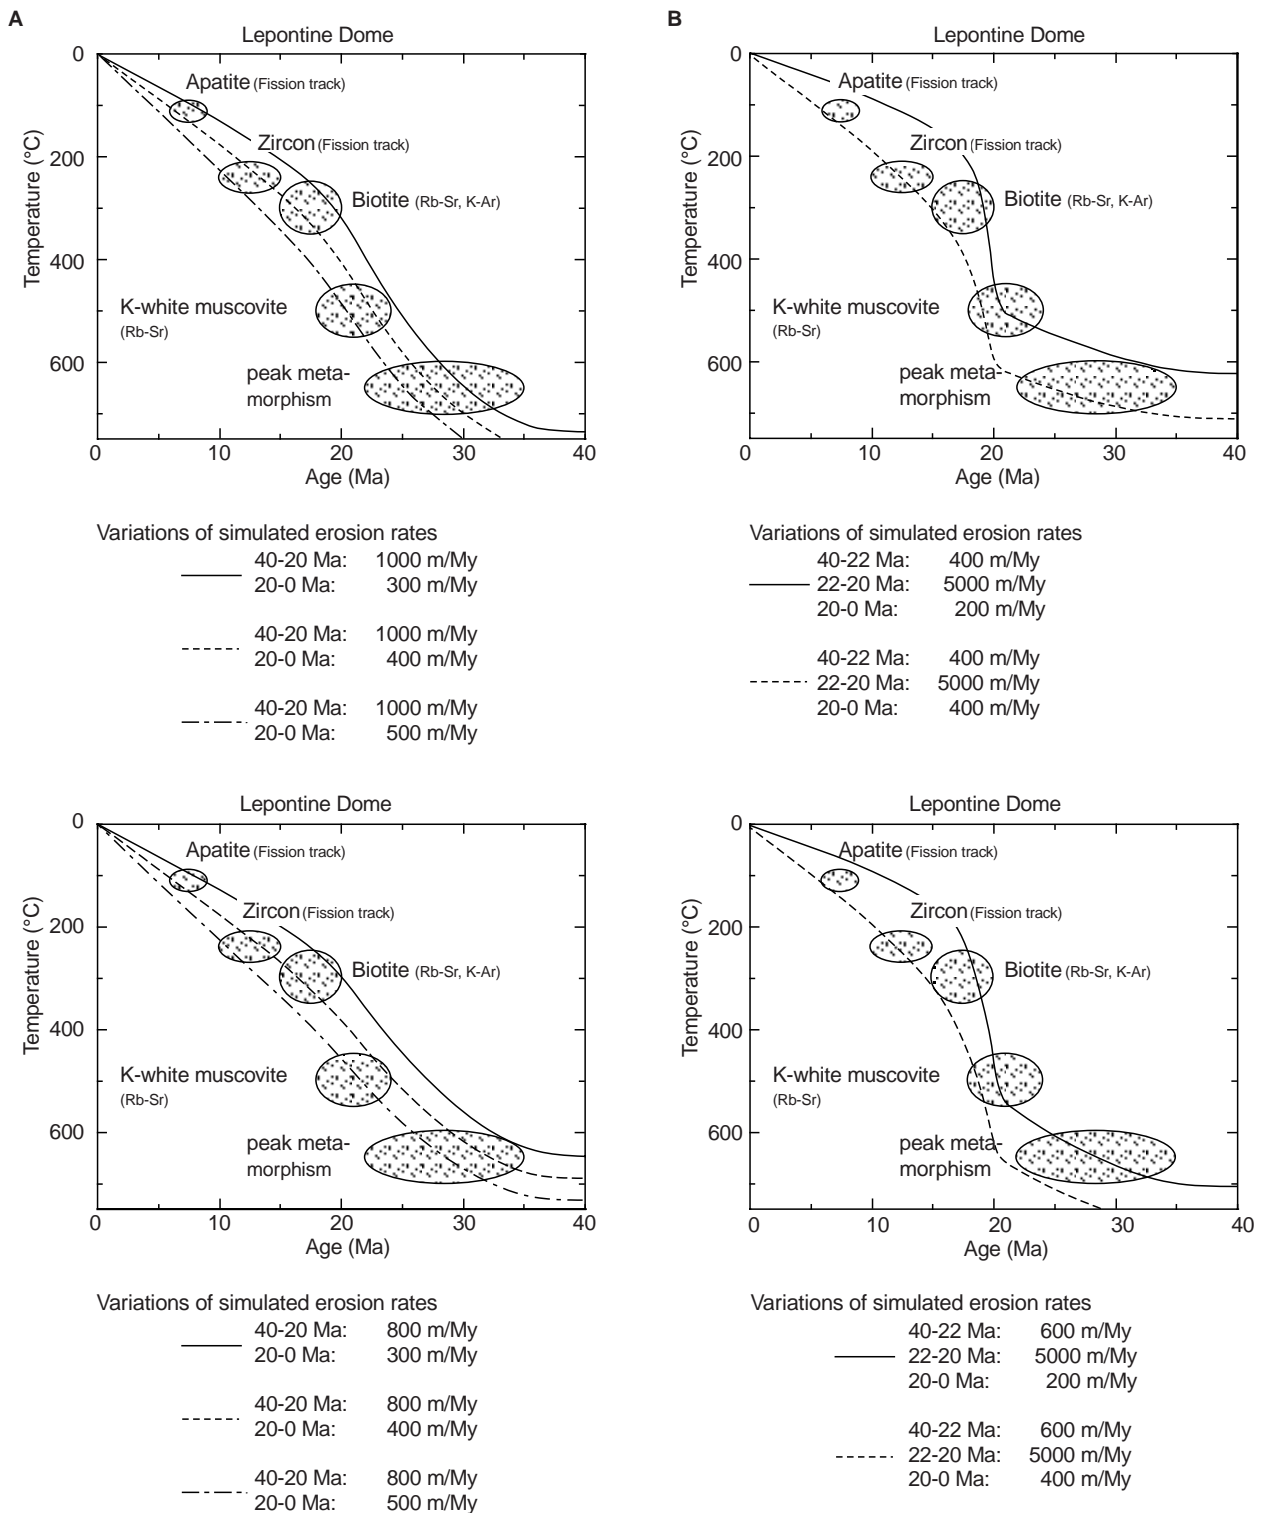 A
Lepontine Dome
0
200
400
600
Temperature (°C)
Apatite (Fission track)
Zircon (Fission track)
Biotite (Rb-Sr, K-Ar)
K-white muscovite
(Rb-Sr)
peak meta-
morphism
0 10 20 30 40
Age (Ma)
Variations of simulated erosion rates
40-20 Ma: 1000 m/My
20-0 Ma: 300 m/My
40-20 Ma: 1000 m/My
20-0 Ma: 400 m/My
40-20 Ma: 1000 m/My
20-0 Ma: 500 m/My
B
Lepontine Dome
0
200
400
600
Temperature (°C)
Apatite (Fission track)
Zircon (Fission track)
Biotite (Rb-Sr, K-Ar)
K-white muscovite
(Rb-Sr)
peak meta-
morphism
0 10 20 30 40
Age (Ma)
Variations of simulated erosion rates
40-22 Ma: 400 m/My
22-20 Ma: 5000 m/My
20-0 Ma: 200 m/My
40-22 Ma: 400 m/My
22-20 Ma: 5000 m/My
20-0 Ma: 400 m/My
Lepontine Dome
0
200
400
600
Temperature (°C)
Apatite (Fission track)
Zircon (Fission track)
Biotite (Rb-Sr, K-Ar)
K-white muscovite
(Rb-Sr)
peak meta-
morphism
0 10 20 30 40
Age (Ma)
Variations of simulated erosion rates
40-20 Ma: 800 m/My
20-0 Ma: 300 m/My
40-20 Ma: 800 m/My
20-0 Ma: 400 m/My
40-20 Ma: 800 m/My
20-0 Ma: 500 m/My
Lepontine Dome
0
200
400
600
Temperature (°C)
Apatite (Fission track)
Zircon (Fission track)
Biotite (Rb-Sr, K-Ar)
K-white muscovite
(Rb-Sr)
peak meta-
morphism
0 10 20 30 40
Age (Ma)
Variations of simulated erosion rates
40-22 Ma: 600 m/My
22-20 Ma: 5000 m/My
20-0 Ma: 200 m/My
40-22 Ma: 600 m/My
22-20 Ma: 5000 m/My
20-0 Ma: 400 m/My